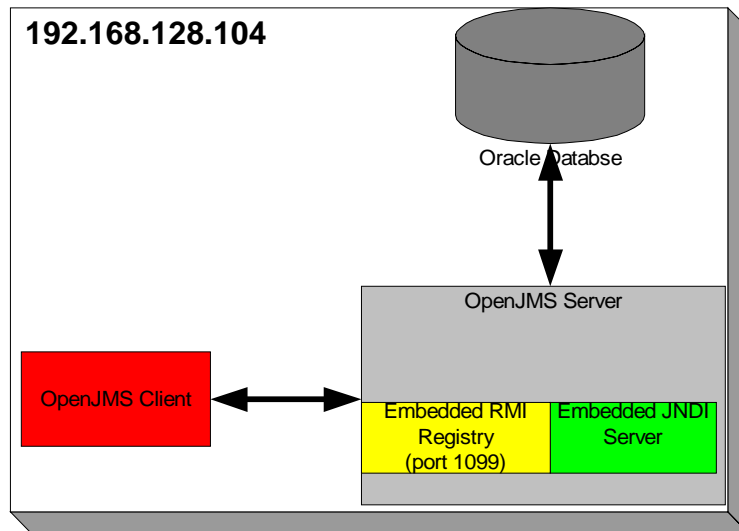 192.168.128.104
Oracle Databse
OpenJMS Server
OpenJMS Client
Embedded RMI
Registry
(port 1099)
Embedded JNDI
Server